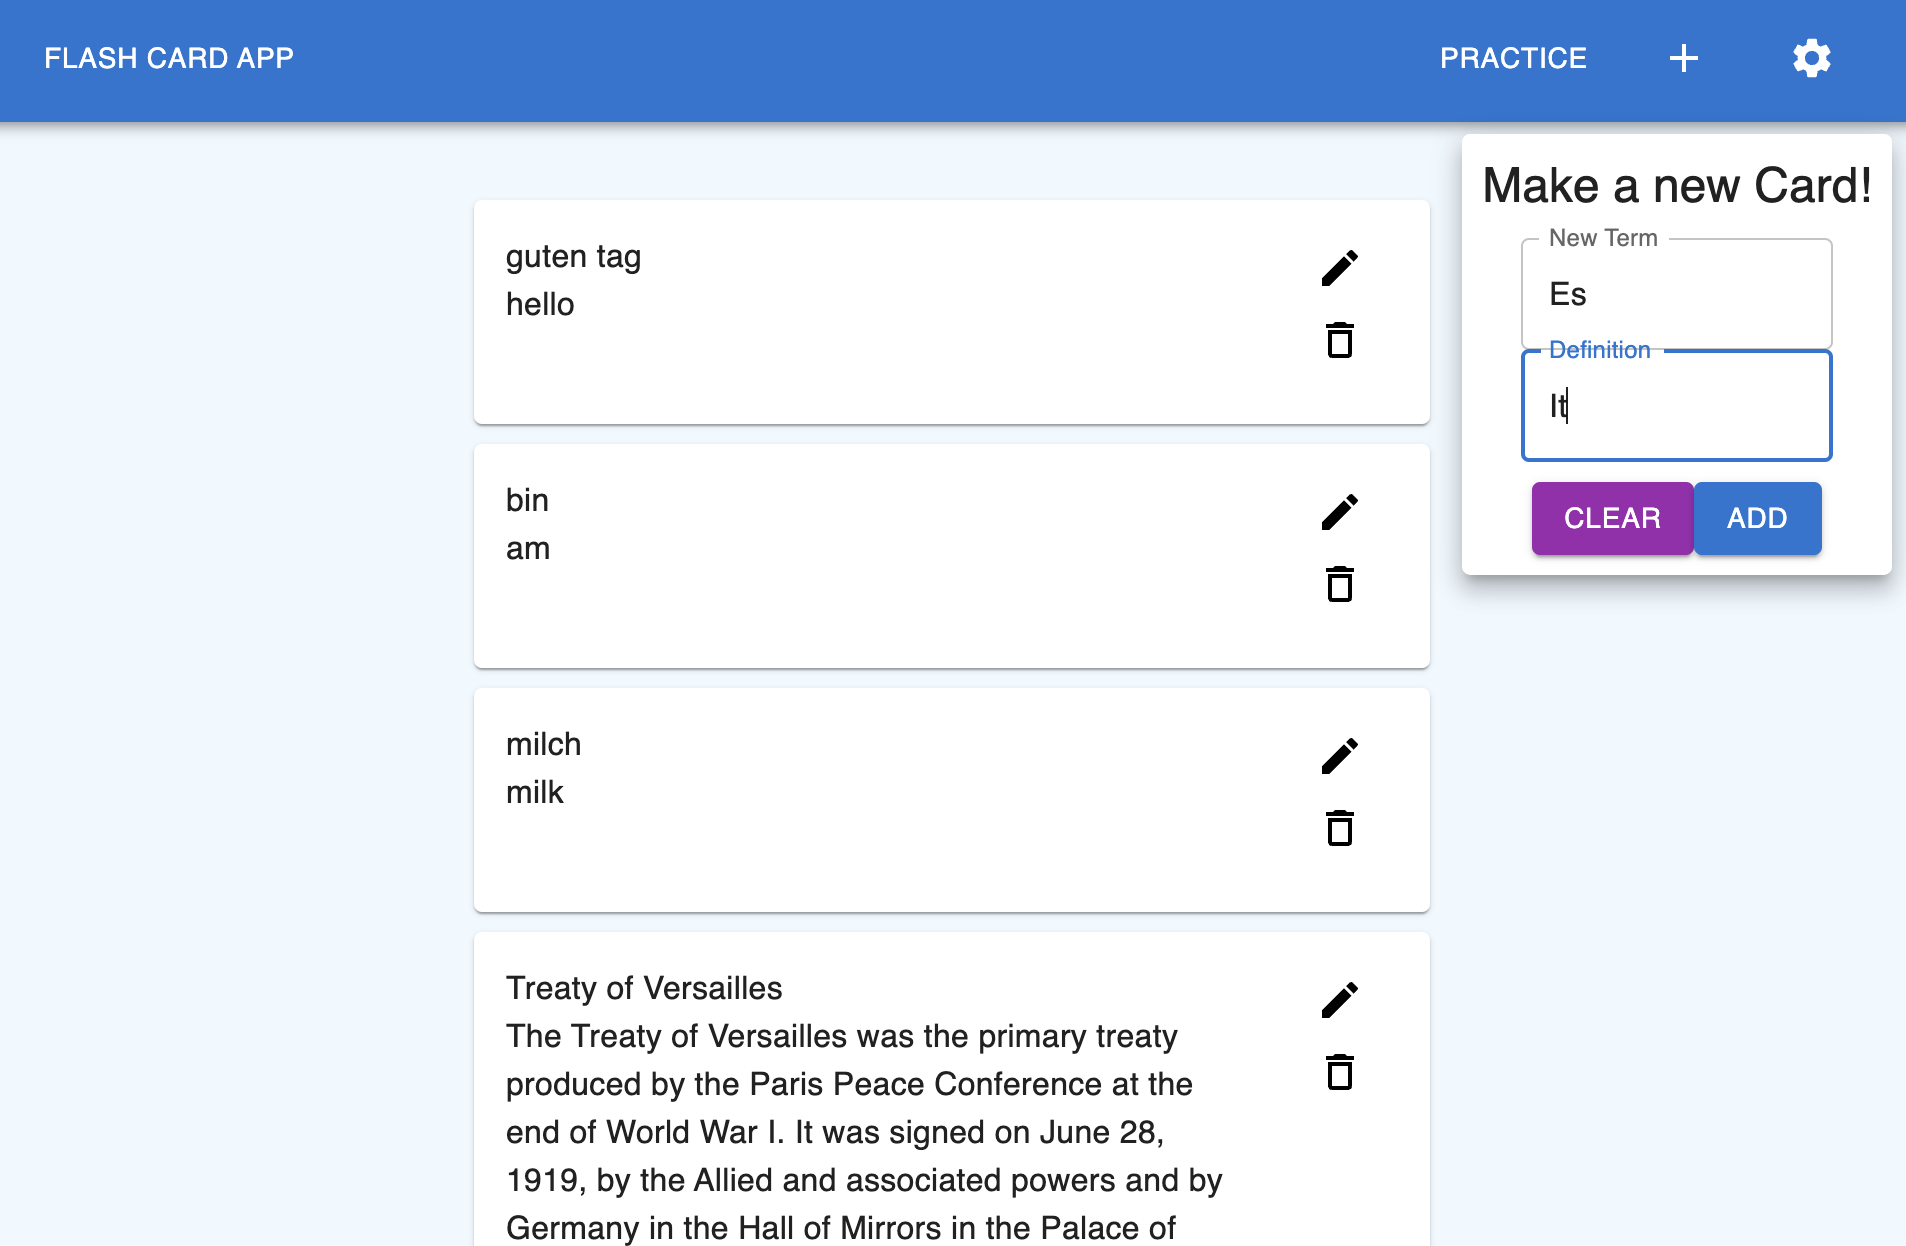 FLASH CARD APP
PRACTICE
Make a new Card!
New Term
Es
Definition
It
CLEAR
ADD
guten tag
hello
bin
am
milch
milk
Treaty of Versailles
The Treaty of Versailles was the primary treaty
produced by the Paris Peace Conference at the
end of World War I. It was signed on June 28,
1919, by the Allied and associated powers and by
Germany in the Hall of Mirrors in the Palace of